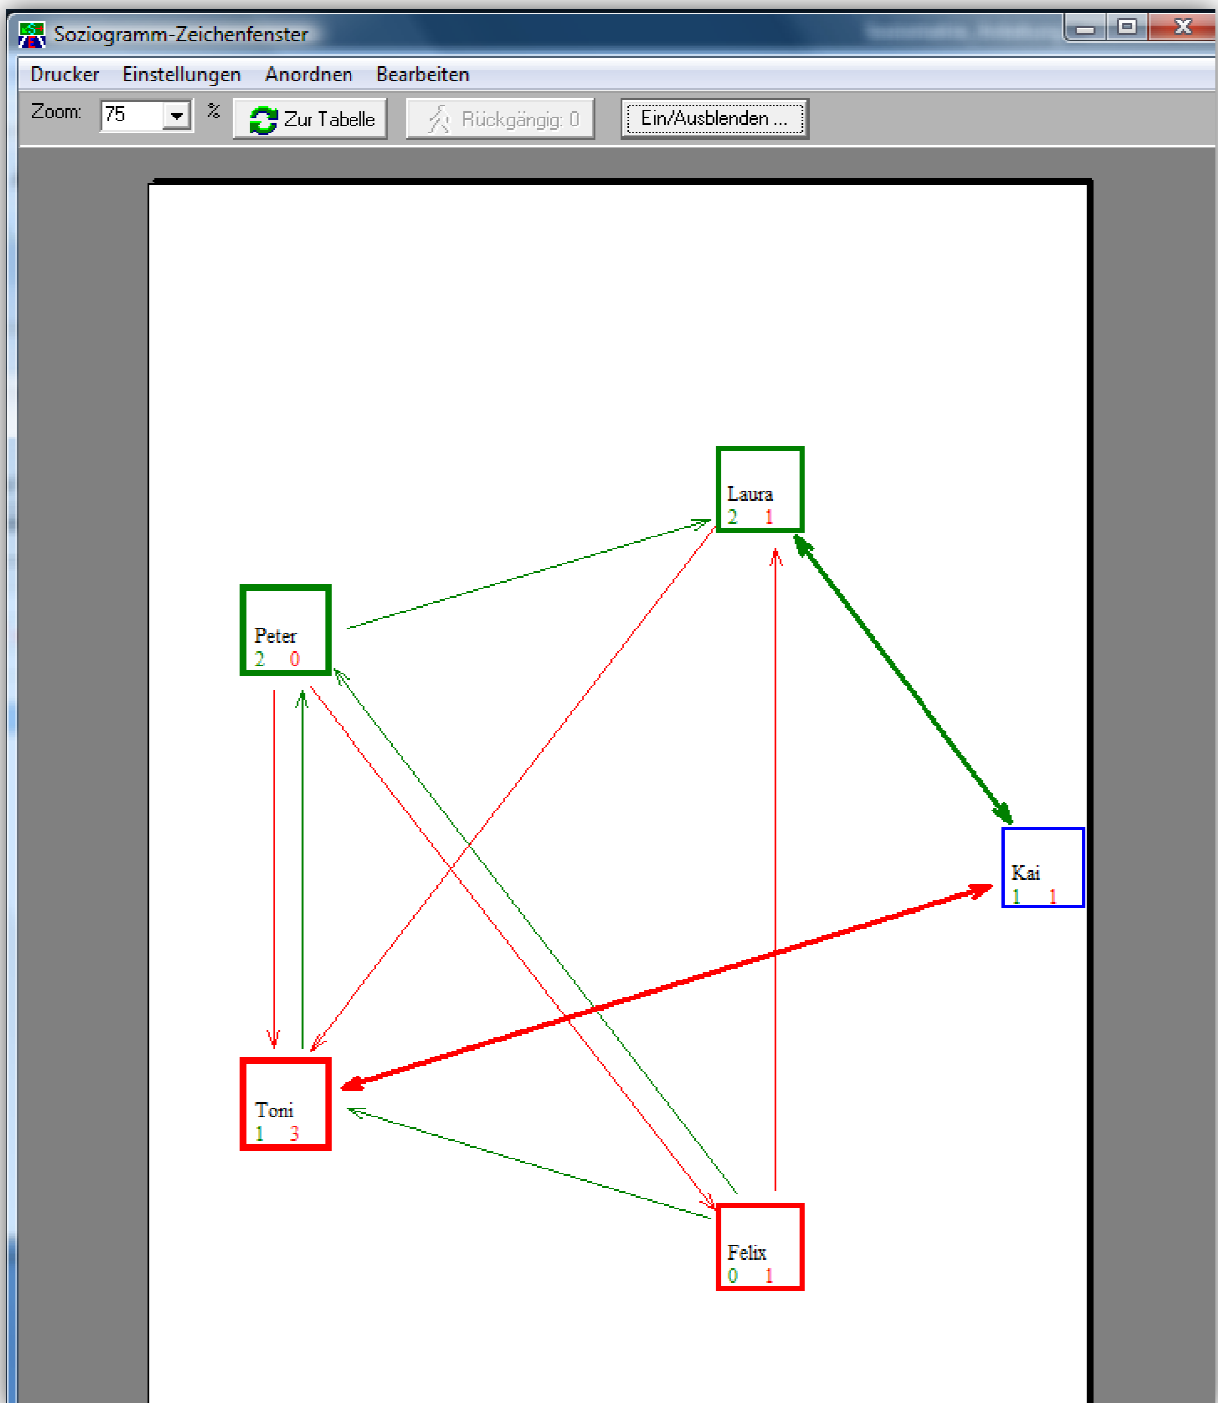 Soziogramm-Zeichenfenster
Drucker Einstellungen Anordnen Bearbeiten
Zoom: 75 % Zur Tabelle Rückgängig: 0 Ein/Ausblenden ...
Laura
2 1
Peter
2 0
Kai
1 1
Toni
1 3
Felix
0 1